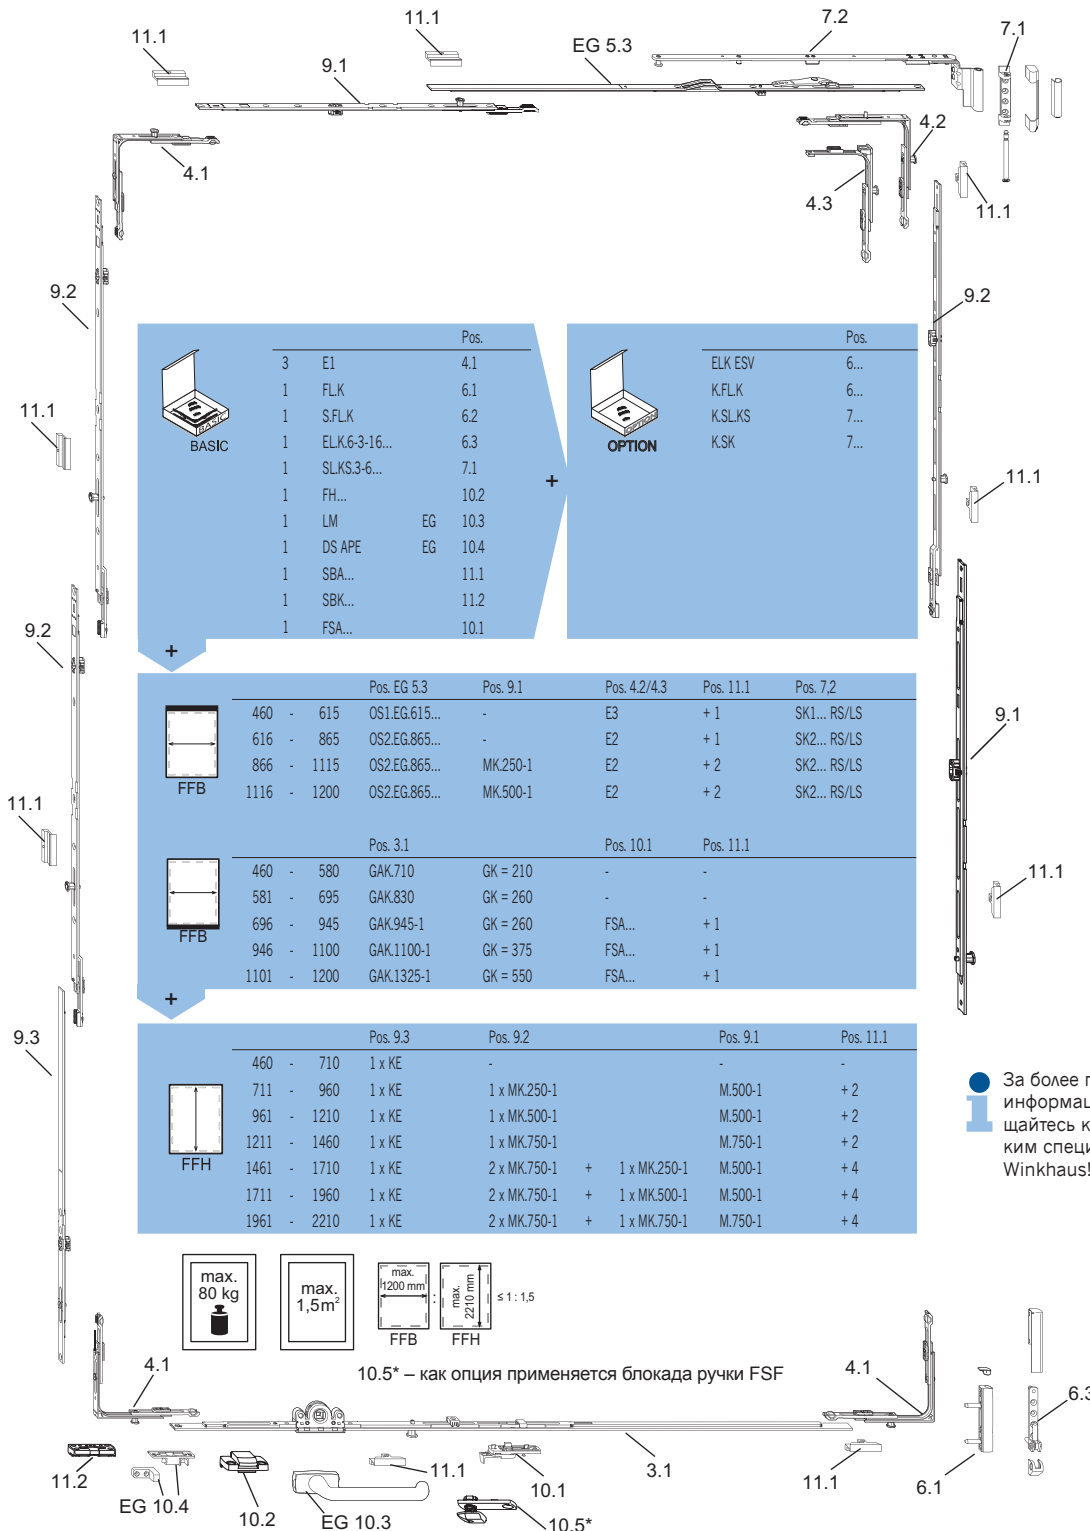 11.1
11.1
7.2
7.1
EG 5.3
9.1
4.1
4.2
4.3
11.1
9.2
9.2
11.1
11.1
9.2
9.1
11.1
11.1
9.3
Pos.
3 E1 4.1
1 FL.K 6.1
1 S.FL.K 6.2
1 EL.K.6-3-16... 6.3
1 SL.KS.3-6... 7.1
1 FH... 10.2
1 LM EG 10.3
1 DS APE EG 10.4
1 SBA... 11.1
1 SBK... 11.2
1 FSA... 10.1
BASIC
BASIC
+
Pos.
ELK ESV 6...
K.FL.K 6...
K.SL.KS 7...
K.SK 7...
OPTION
OPTION
+
Pos. EG 5.3 Pos. 9.1 Pos. 4.2/4.3 Pos. 11.1 Pos. 7,2
460 - 615 OS1.EG.615... - E3 + 1 SK1... RS/LS
616 - 865 OS2.EG.865... - E2 + 1 SK2... RS/LS
866 - 1115 OS2.EG.865... MK.250-1 E2 + 2 SK2... RS/LS
1116 - 1200 OS2.EG.865... MK.500-1 E2 + 2 SK2... RS/LS
FFB
Pos. 3.1 Pos. 10.1 Pos. 11.1
460 - 580 GAK.710 GK = 210 - -
581 - 695 GAK.830 GK = 260 - -
696 - 945 GAK.945-1 GK = 260 FSA... + 1
946 - 1100 GAK.1100-1 GK = 375 FSA... + 1
1101 - 1200 GAK.1325-1 GK = 550 FSA... + 1
FFB
+
Pos. 9.3 Pos. 9.2 Pos. 9.1 Pos. 11.1
460 - 710 1 x KE - - -
711 - 960 1 x KE 1 x MK.250-1 M.500-1 + 2
961 - 1210 1 x KE 1 x MK.500-1 M.500-1 + 2
1211 - 1460 1 x KE 1 x MK.750-1 M.750-1 + 2
1461 - 1710 1 x KE 2 x MK.750-1 + 1 x MK.250-1 M.500-1 + 4
1711 - 1960 1 x KE 2 x MK.750-1 + 1 x MK.500-1 M.500-1 + 4
1961 - 2210 1 x KE 2 x MK.750-1 + 1 x MK.750-1 M.750-1 + 4
FFH
i За более п
информац
щайтесь к
ким специ
Winkhaus!
max.
80 kg
max.
1,5m²
max.
1200 mm
FFB
:
max.
2210 mm
FFH
≤ 1 : 1,5
10.5* – как опция применяется блокада ручки FSF
4.1
4.1
6.3
11.2
EG 10.4
10.2
EG 10.3
11.1
10.1
10.5*
3.1
11.1
6.1